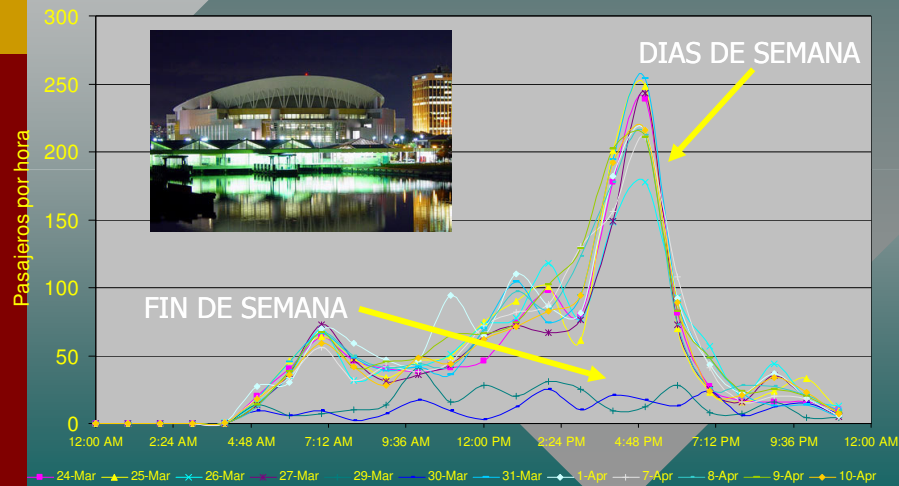 300
250
200
150
100
50
0
Pasajeros por hora
DIAS DE SEMANA
FIN DE SEMANA
12:00 AM 2:24 AM 4:48 AM 7:12 AM 9:36 AM 12:00 PM 2:24 PM 4:48 PM 7:12 PM 9:36 PM 12:00 AM
24-Mar 25-Mar 26-Mar 27-Mar 29-Mar 30-Mar 31-Mar 1-Apr 7-Apr 8-Apr 9-Apr 10-Apr